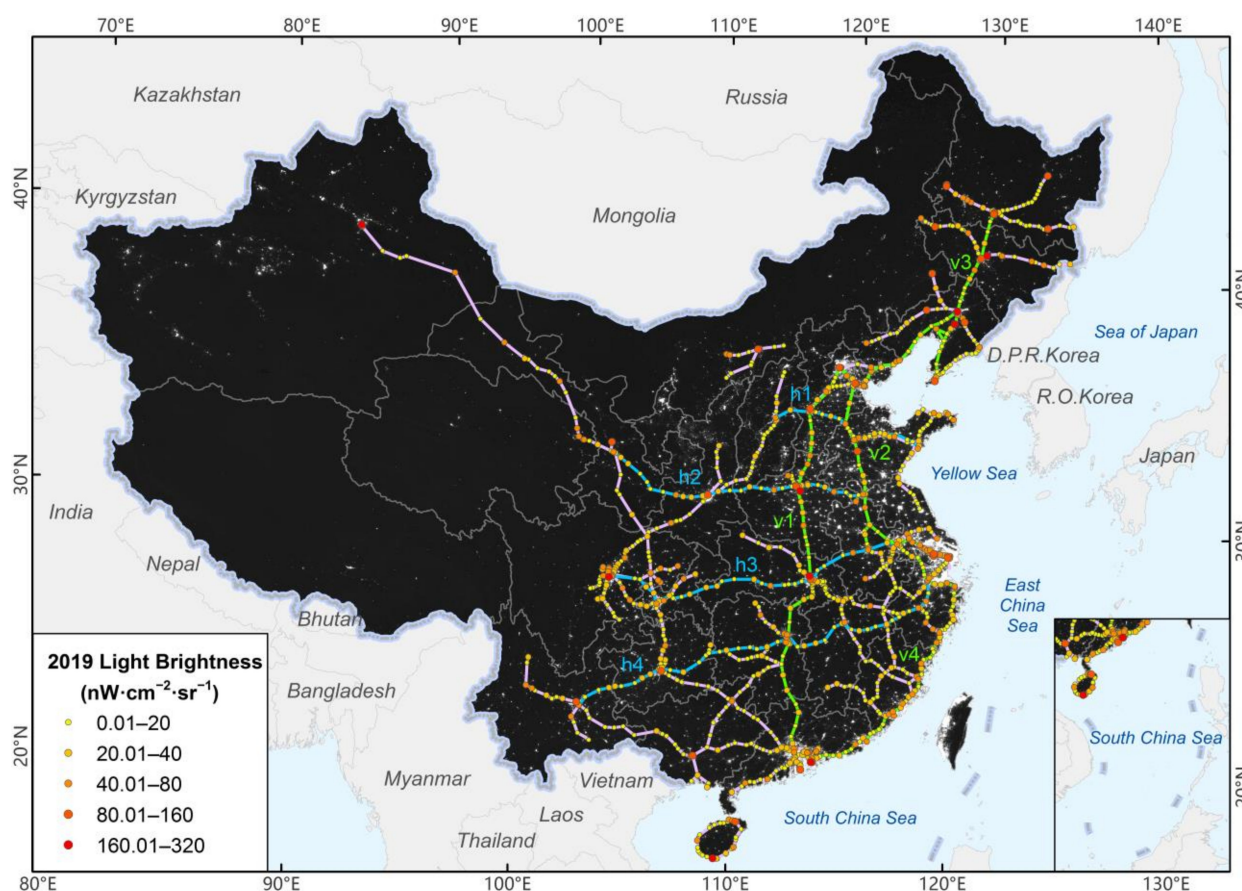 70°E
80°E
90°E
100°E
110°E
120°E
130°E
140°E
Kazakhstan
Russia
40°N
Kyrgyzstan
Mongolia
v3
40°N
Sea of Japan
D.P.R.Korea
R.O.Korea
h1
v2
30°N
h2
Yellow Sea
Japan
India
v1
30°N
Nepal
h3
East
China
Sea
Bhutan
2019 Light Brightness
(nW·cm⁻²·sr⁻¹)
0.01–20
20.01–40
40.01–80
80.01–160
160.01–320
h4
v4
Bangladesh
20°N
South China Sea
20°N
Myanmar
Vietnam
Laos
Thailand
South China Sea
80°E
90°E
100°E
110°E
120°E
130°E